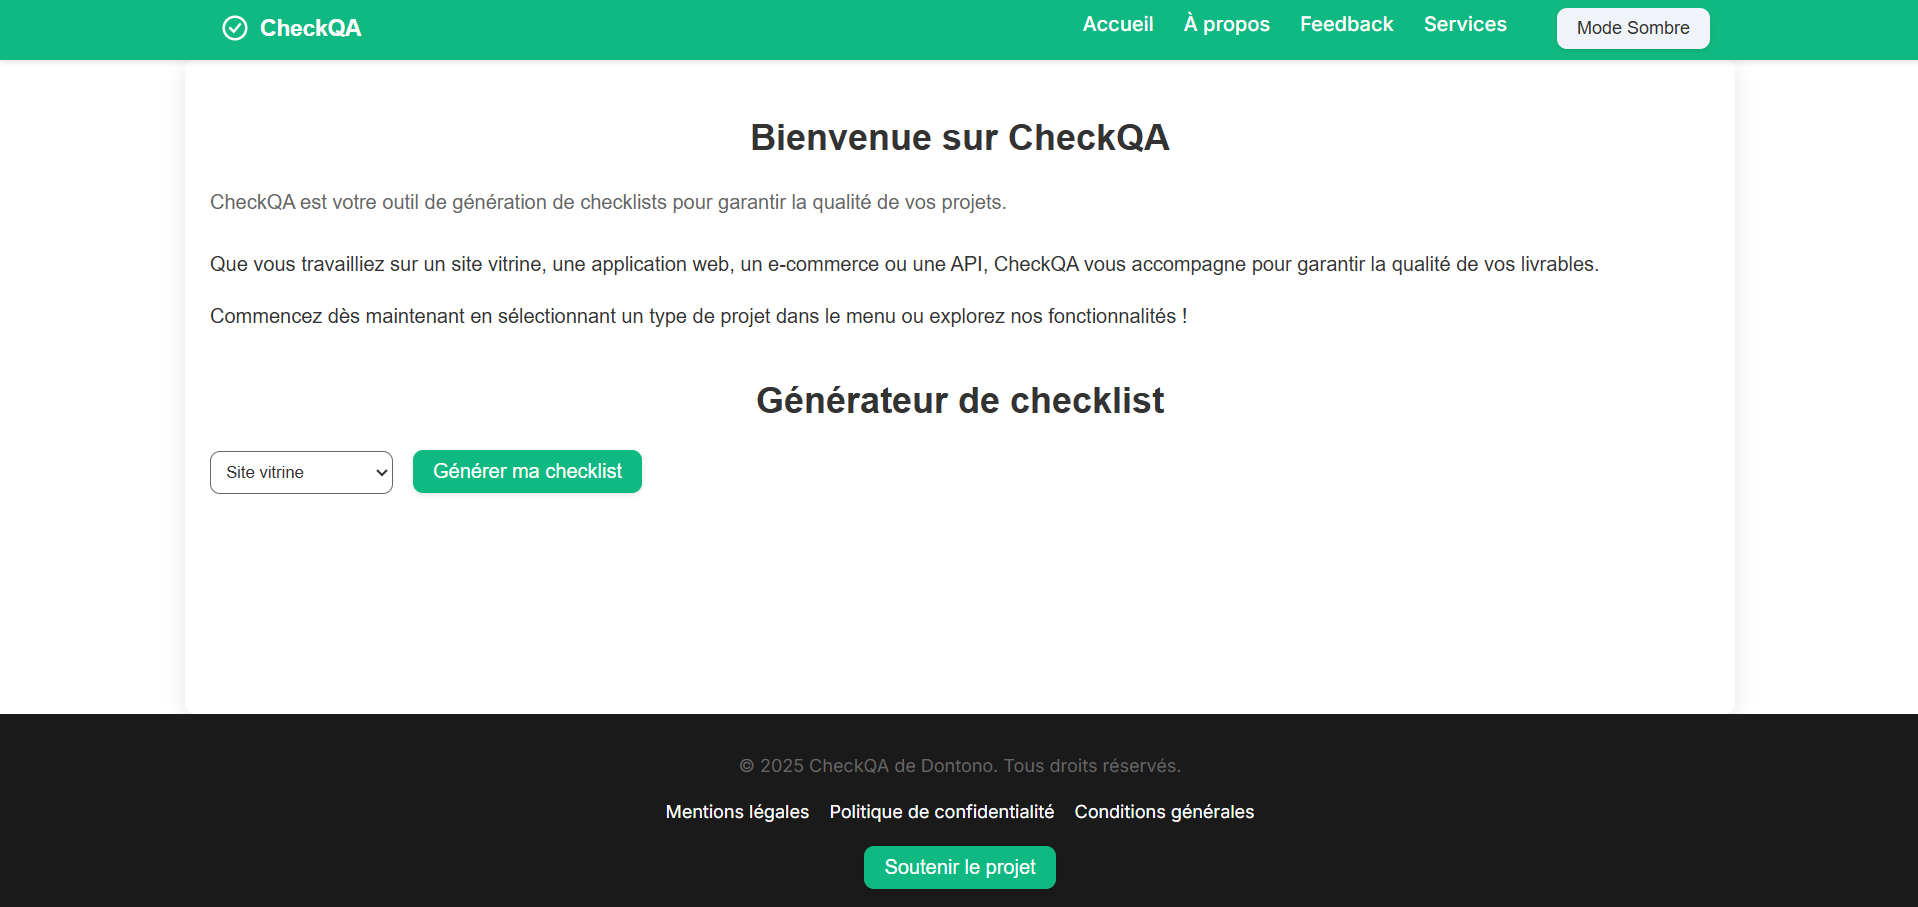 CheckQA
Accueil
À propos
Feedback
Services
Mode Sombre
Bienvenue sur CheckQA
CheckQA est votre outil de génération de checklists pour garantir la qualité de vos projets.
Que vous travailliez sur un site vitrine, une application web, un e-commerce ou une API, CheckQA vous accompagne pour garantir la qualité de vos livrables.
Commencez dès maintenant en sélectionnant un type de projet dans le menu ou explorez nos fonctionnalités !
Générateur de checklist
Site vitrine
Générer ma checklist
© 2025 CheckQA de Dontono. Tous droits réservés.
Mentions légales
Politique de confidentialité
Conditions générales
Soutenir le projet